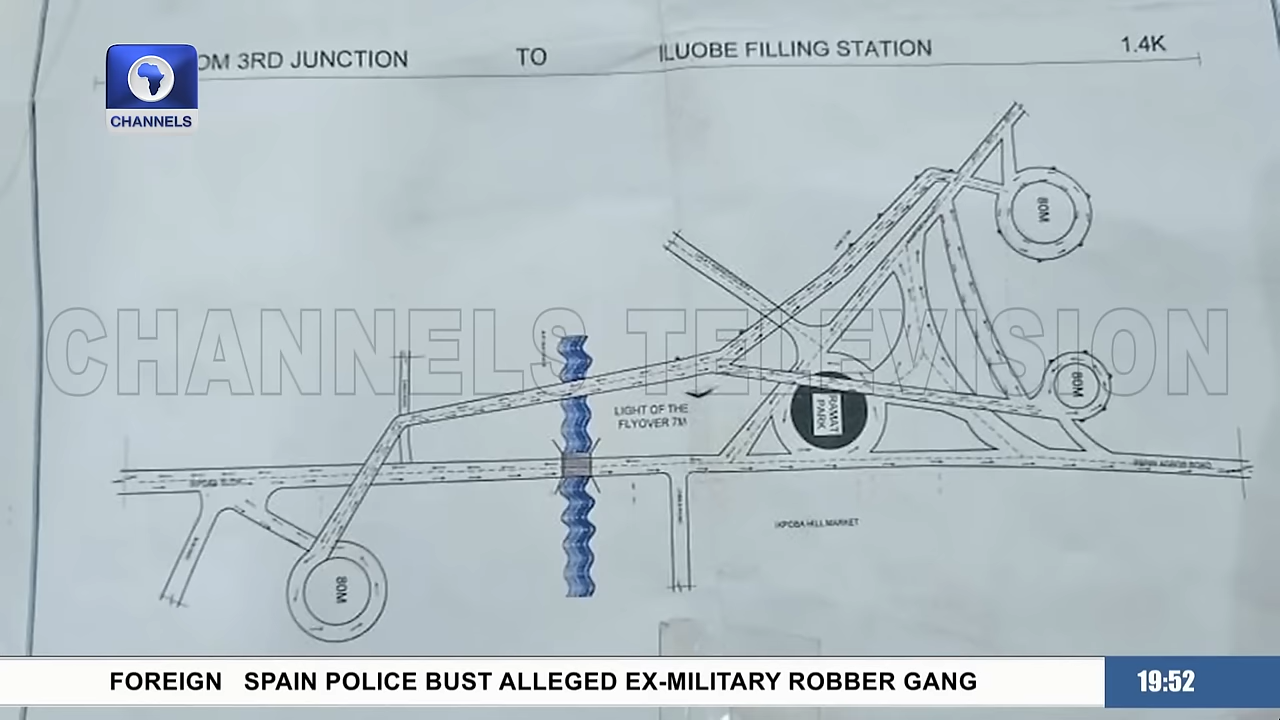 OM 3RD JUNCTION TO ILUOBE FILLING STATION 1.4K
CHANNELS
80M
CHANNELS TELEVISION
80M
RAMAT
PARK
LIGHT OF THE
FLYOVER 7M
IKPOBA HILL MARKET
80M
FOREIGN SPAIN POLICE BUST ALLEGED EX-MILITARY ROBBER GANG
19:52